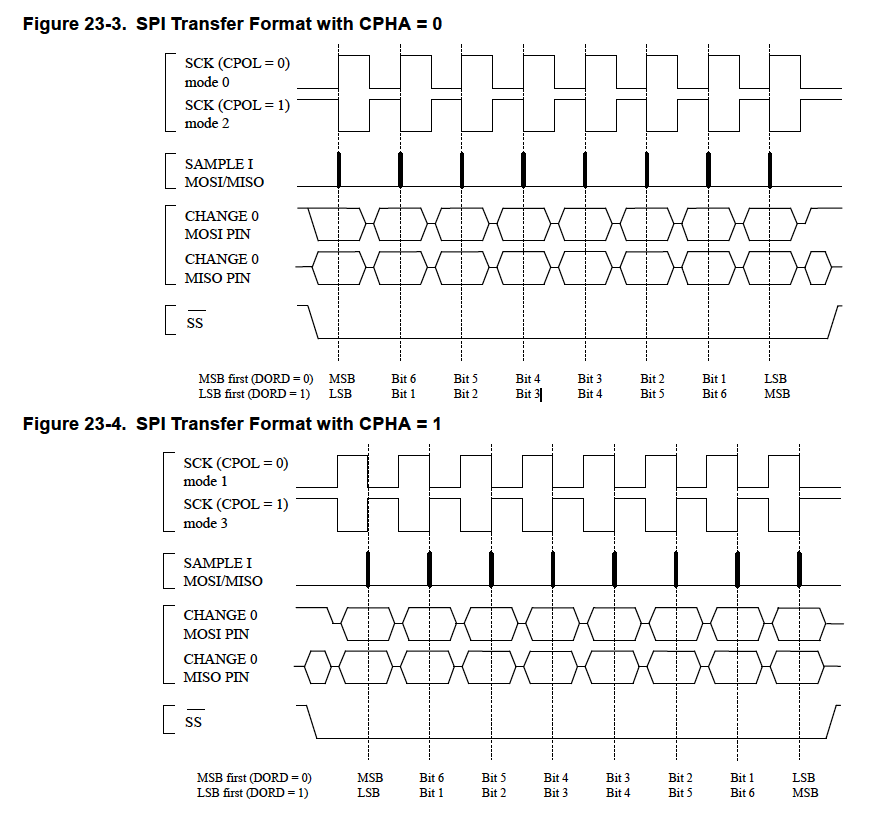 Figure 23-3. SPI Transfer Format with CPHA = 0
SCK (CPOL = 0)
mode 0
SCK (CPOL = 1)
mode 2
SAMPLE I
MOSI/MISO
CHANGE 0
MOSI PIN
CHANGE 0
MISO PIN
SS
MSB first (DORD = 0) MSB Bit 6 Bit 5 Bit 4 Bit 3 Bit 2 Bit 1 LSB
LSB first (DORD = 1) LSB Bit 1 Bit 2 Bit 3 Bit 4 Bit 5 Bit 6 MSB
Figure 23-4. SPI Transfer Format with CPHA = 1
SCK (CPOL = 0)
mode 1
SCK (CPOL = 1)
mode 3
SAMPLE I
MOSI/MISO
CHANGE 0
MOSI PIN
CHANGE 0
MISO PIN
SS
MSB first (DORD = 0) MSB Bit 6 Bit 5 Bit 4 Bit 3 Bit 2 Bit 1 LSB
LSB first (DORD = 1) LSB Bit 1 Bit 2 Bit 3 Bit 4 Bit 5 Bit 6 MSB